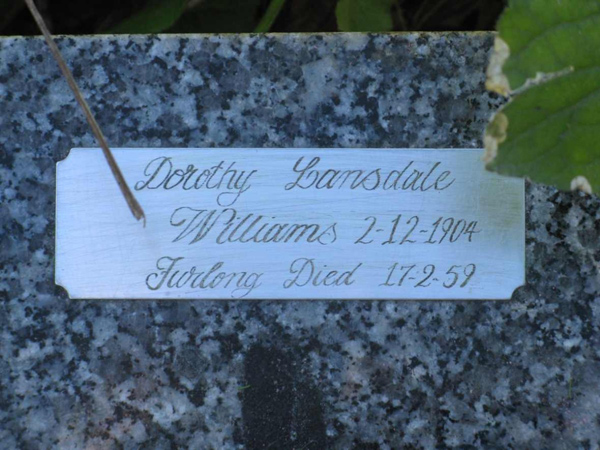 Dorothy Lansdale
Williams 2-12-1904
Furlong Died 17-2-59